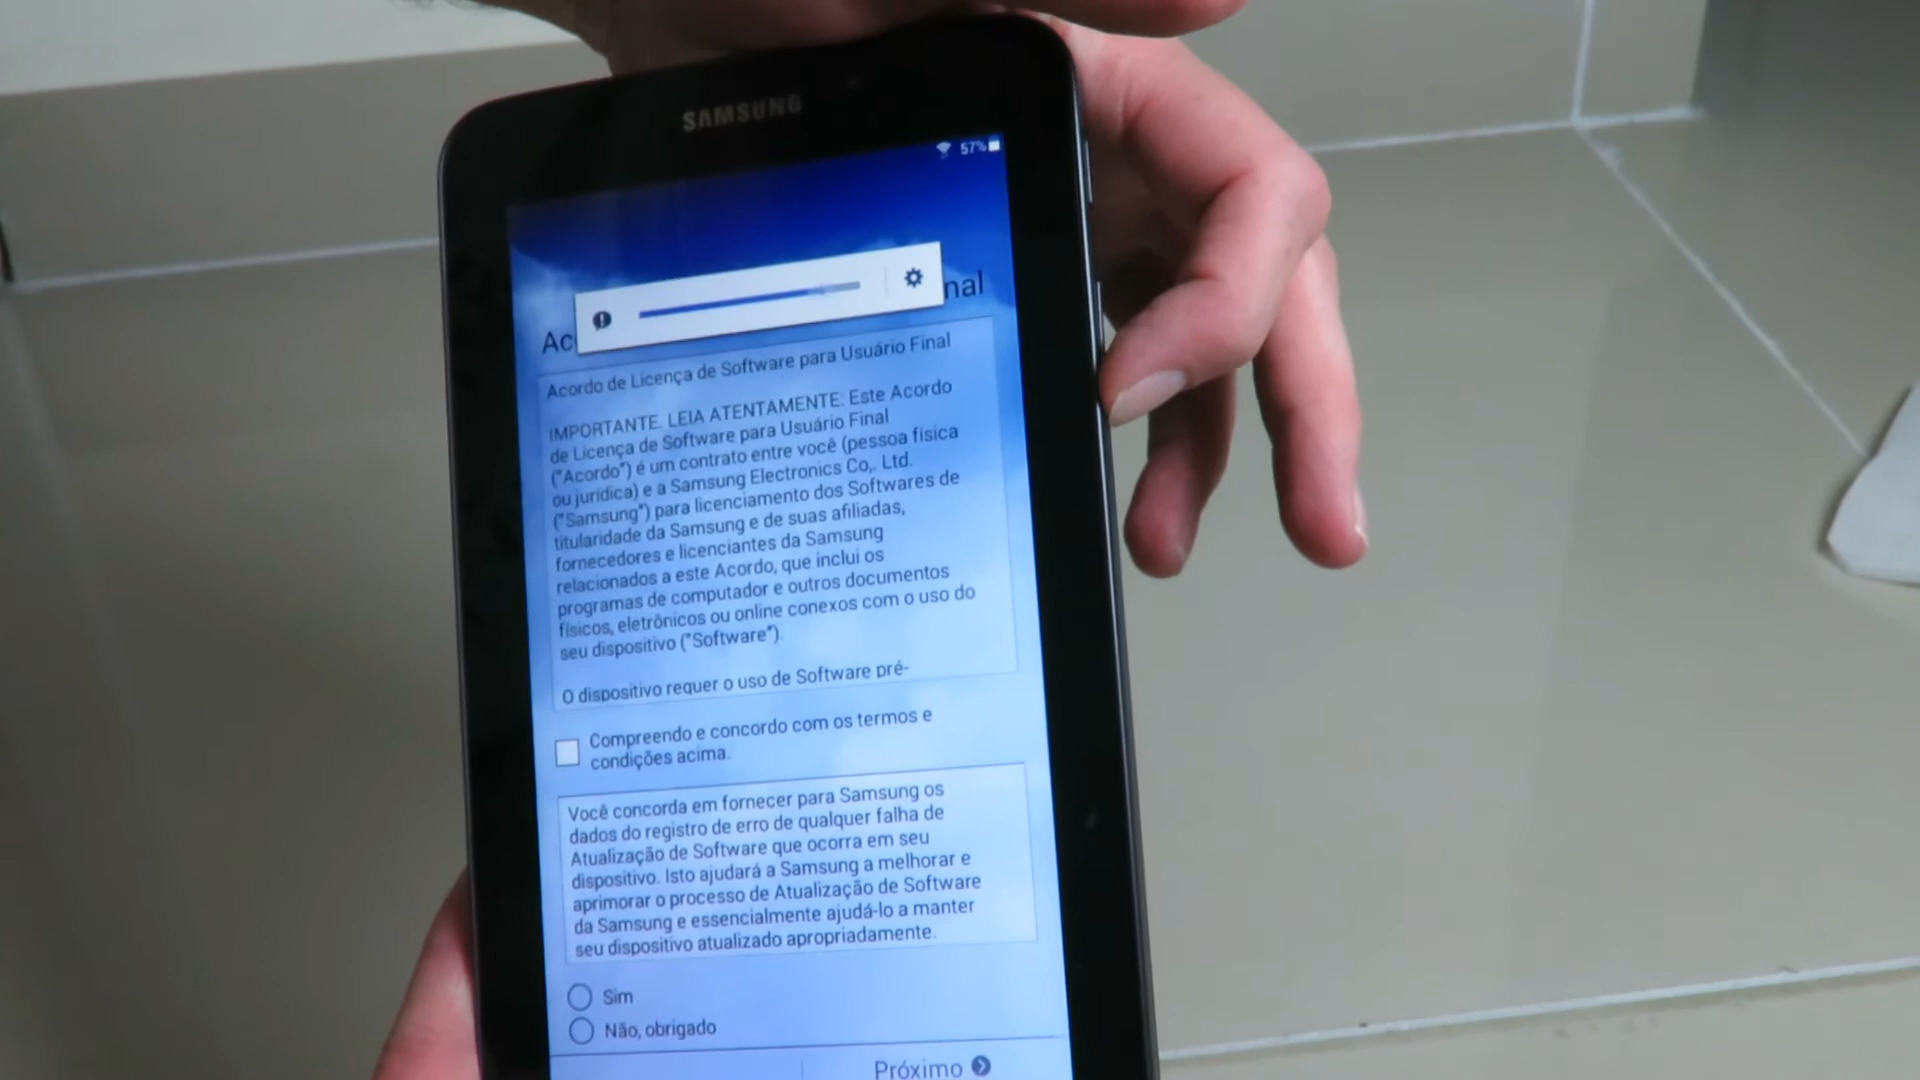 SAMSUNG
57%
Ac nal
Acordo de Licença de Software para Usuário Final
IMPORTANTE. LEIA ATENTAMENTE: Este Acordo
de Licença de Software para Usuário Final
("Acordo") é um contrato entre você (pessoa física
ou jurídica) e a Samsung Electronics Co,. Ltd.
("Samsung") para licenciamento dos Softwares de
titularidade da Samsung e de suas afiliadas,
fornecedores e licenciantes da Samsung
relacionados a este Acordo, que inclui os
programas de computador e outros documentos
físicos, eletrônicos ou online conexos com o uso do
seu dispositivo ("Software").
O dispositivo requer o uso de Software pré-
Compreendo e concordo com os termos e
condições acima.
Você concorda em fornecer para Samsung os
dados do registro de erro de qualquer falha de
Atualização de Software que ocorra em seu
dispositivo. Isto ajudará a Samsung a melhorar e
aprimorar o processo de Atualização de Software
da Samsung e essencialmente ajudá-lo a manter
seu dispositivo atualizado apropriadamente.
Sim
Não, obrigado
Próximo